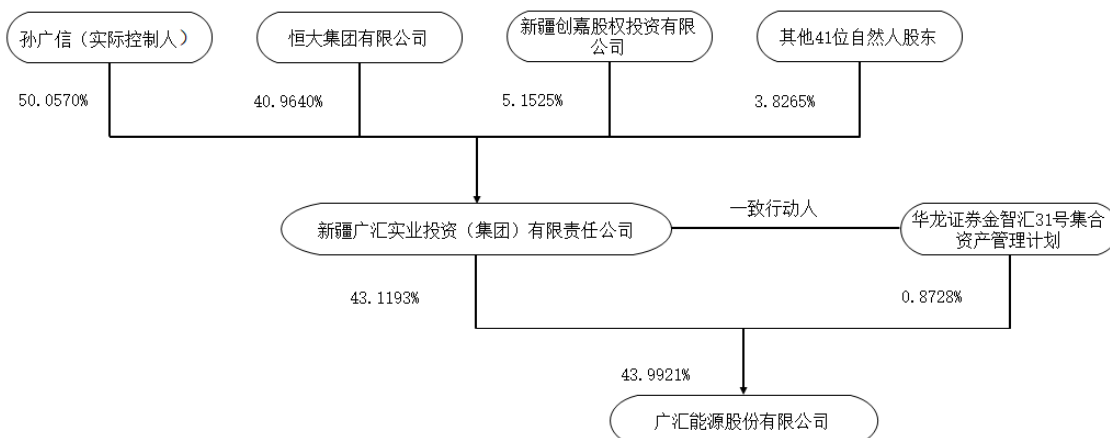 孙广信（实际控制人）
恒大集团有限公司
新疆创嘉股权投资有限
公司
其他41位自然人股东
50.0570%
40.9640%
5.1525%
3.8265%
新疆广汇实业投资（集团）有限责任公司
一致行动人
华龙证券金智汇31号集合
资产管理计划
43.1193%
0.8728%
43.9921%
广汇能源股份有限公司